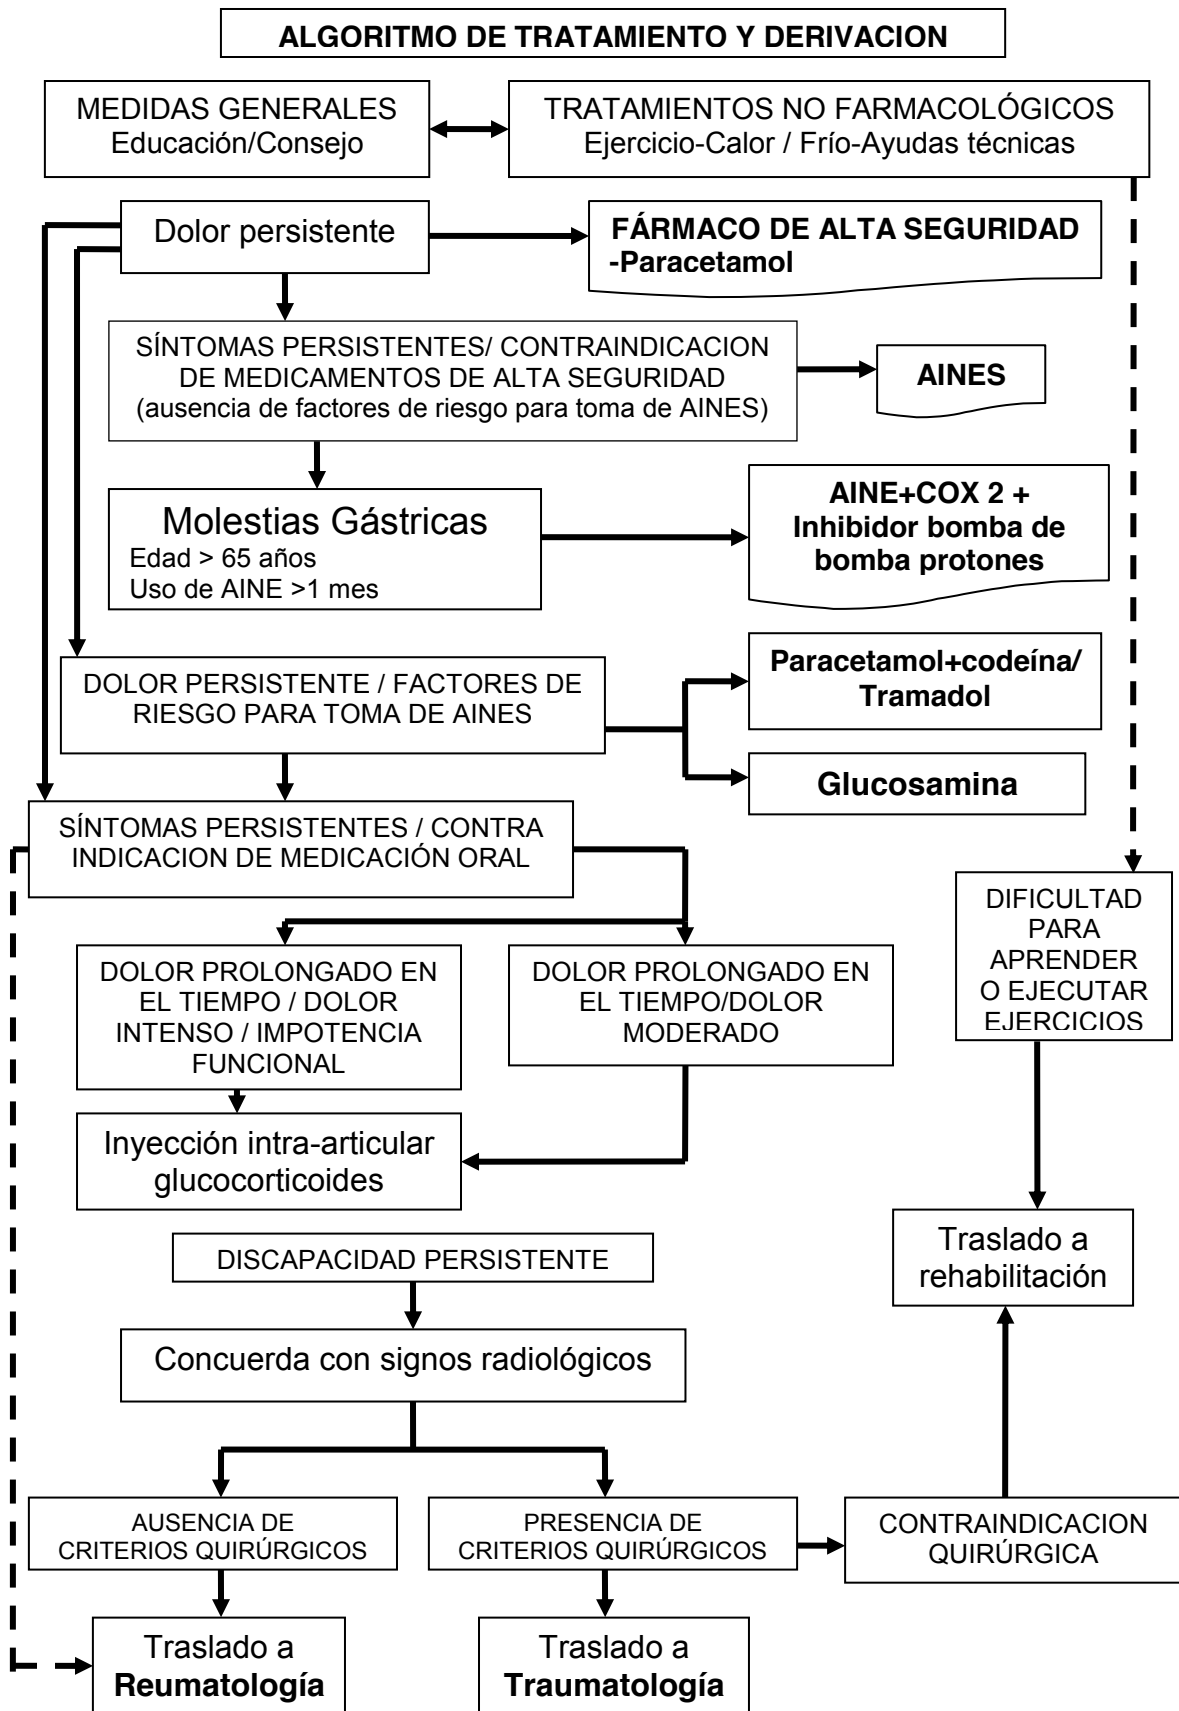 ALGORITMO DE TRATAMIENTO Y DERIVACION
MEDIDAS GENERALES
Educación/Consejo
TRATAMIENTOS NO FARMACOLÓGICOS
Ejercicio-Calor / Frío-Ayudas técnicas
Dolor persistente
FÁRMACO DE ALTA SEGURIDAD
-Paracetamol
SÍNTOMAS PERSISTENTES/ CONTRAINDICACION
DE MEDICAMENTOS DE ALTA SEGURIDAD
(ausencia de factores de riesgo para toma de AINES)
AINES
Molestias Gástricas
Edad > 65 años
Uso de AINE >1 mes
AINE+COX 2 +
Inhibidor bomba de
bomba protones
DOLOR PERSISTENTE / FACTORES DE
RIESGO PARA TOMA DE AINES
Paracetamol+codeína/
Tramadol
Glucosamina
SÍNTOMAS PERSISTENTES / CONTRA
INDICACION DE MEDICACIÓN ORAL
DIFICULTAD
PARA
APRENDER
O EJECUTAR
EJERCICIOS
DOLOR PROLONGADO EN
EL TIEMPO / DOLOR
INTENSO / IMPOTENCIA
FUNCIONAL
DOLOR PROLONGADO EN
EL TIEMPO/DOLOR
MODERADO
Inyección intra-articular
glucocorticoides
Traslado a
rehabilitación
DISCAPACIDAD PERSISTENTE
Concuerda con signos radiológicos
AUSENCIA DE
CRITERIOS QUIRÚRGICOS
PRESENCIA DE
CRITERIOS QUIRÚRGICOS
CONTRAINDICACION
QUIRÚRGICA
Traslado a
Reumatología
Traslado a
Traumatología